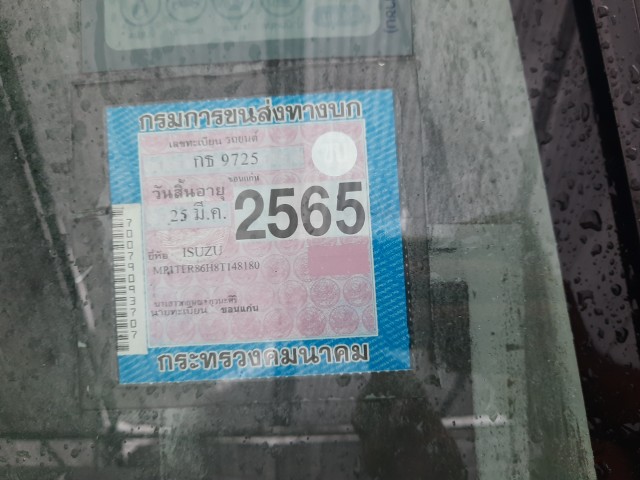 กรมการขนส่งทางบก
เลขทะเบียน รถยนต์
กธ 9725
ขอนแก่น
วันสิ้นอายุ
25 มี.ค. 2565
ยี่ห้อ ISUZU
นายทะเบียน ขอนแก่น
กระทรวงคมนาคม